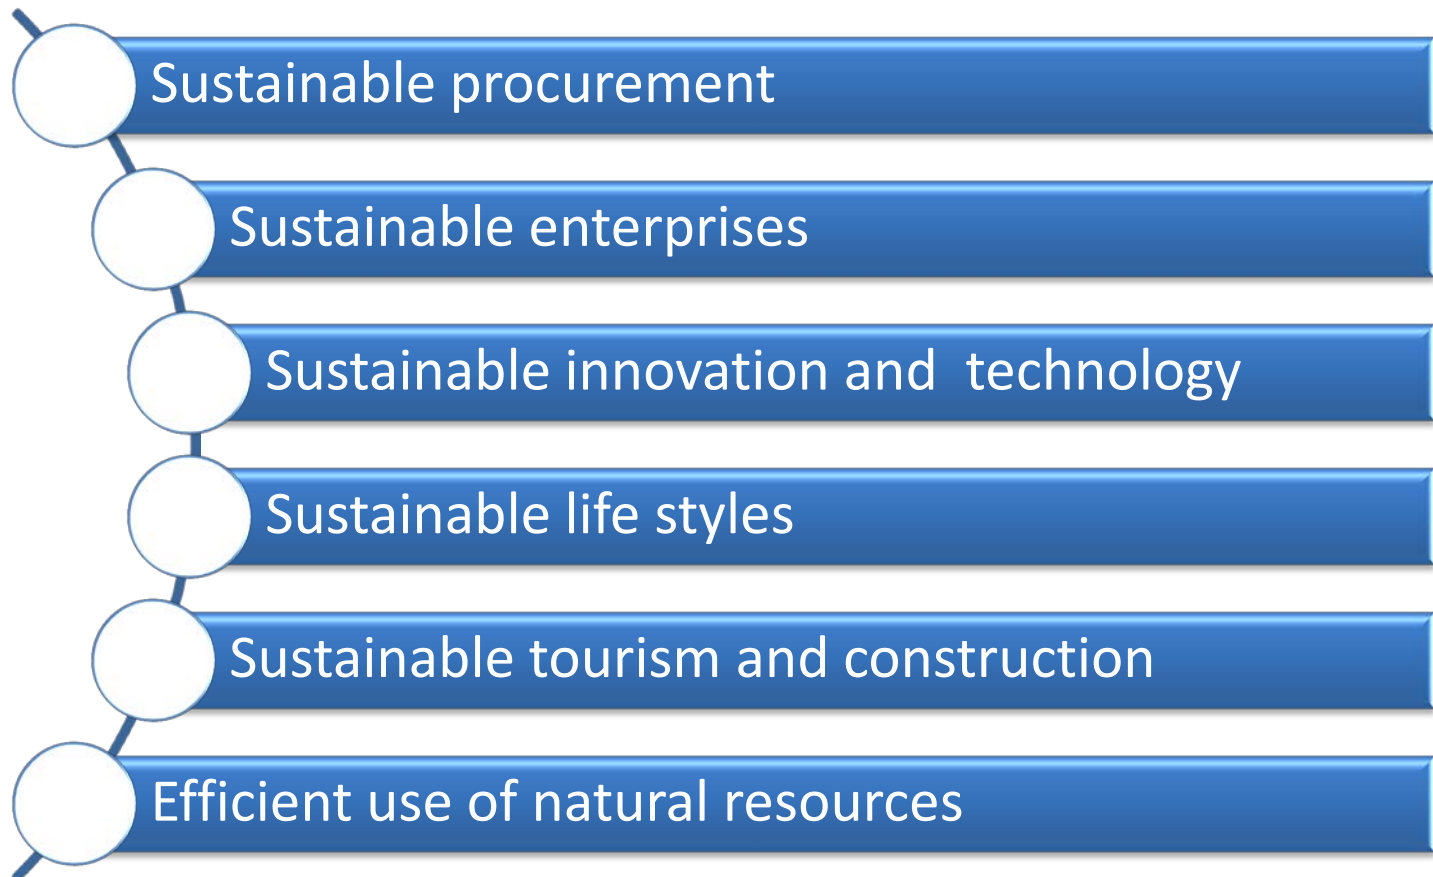 Sustainable procurement
Sustainable enterprises
Sustainable innovation and  technology
Sustainable life styles
Sustainable tourism and construction
Efficient use of natural resources